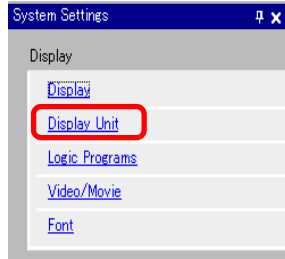 System Settings
Display
Display
Display Unit
Logic Programs
Video/Movie
Font